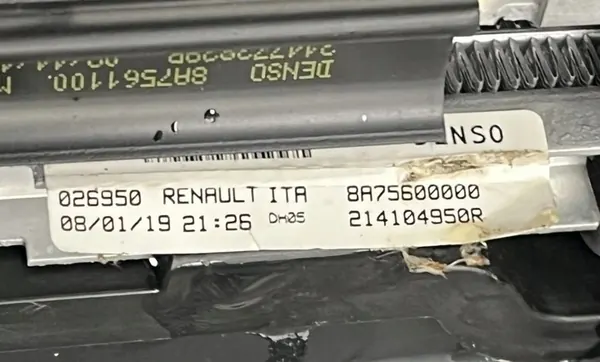 DENSO 8A7561100.
DENSO
026950 RENAULT ITA 8A75600000
08/01/19 21:26 DH05 214104950R